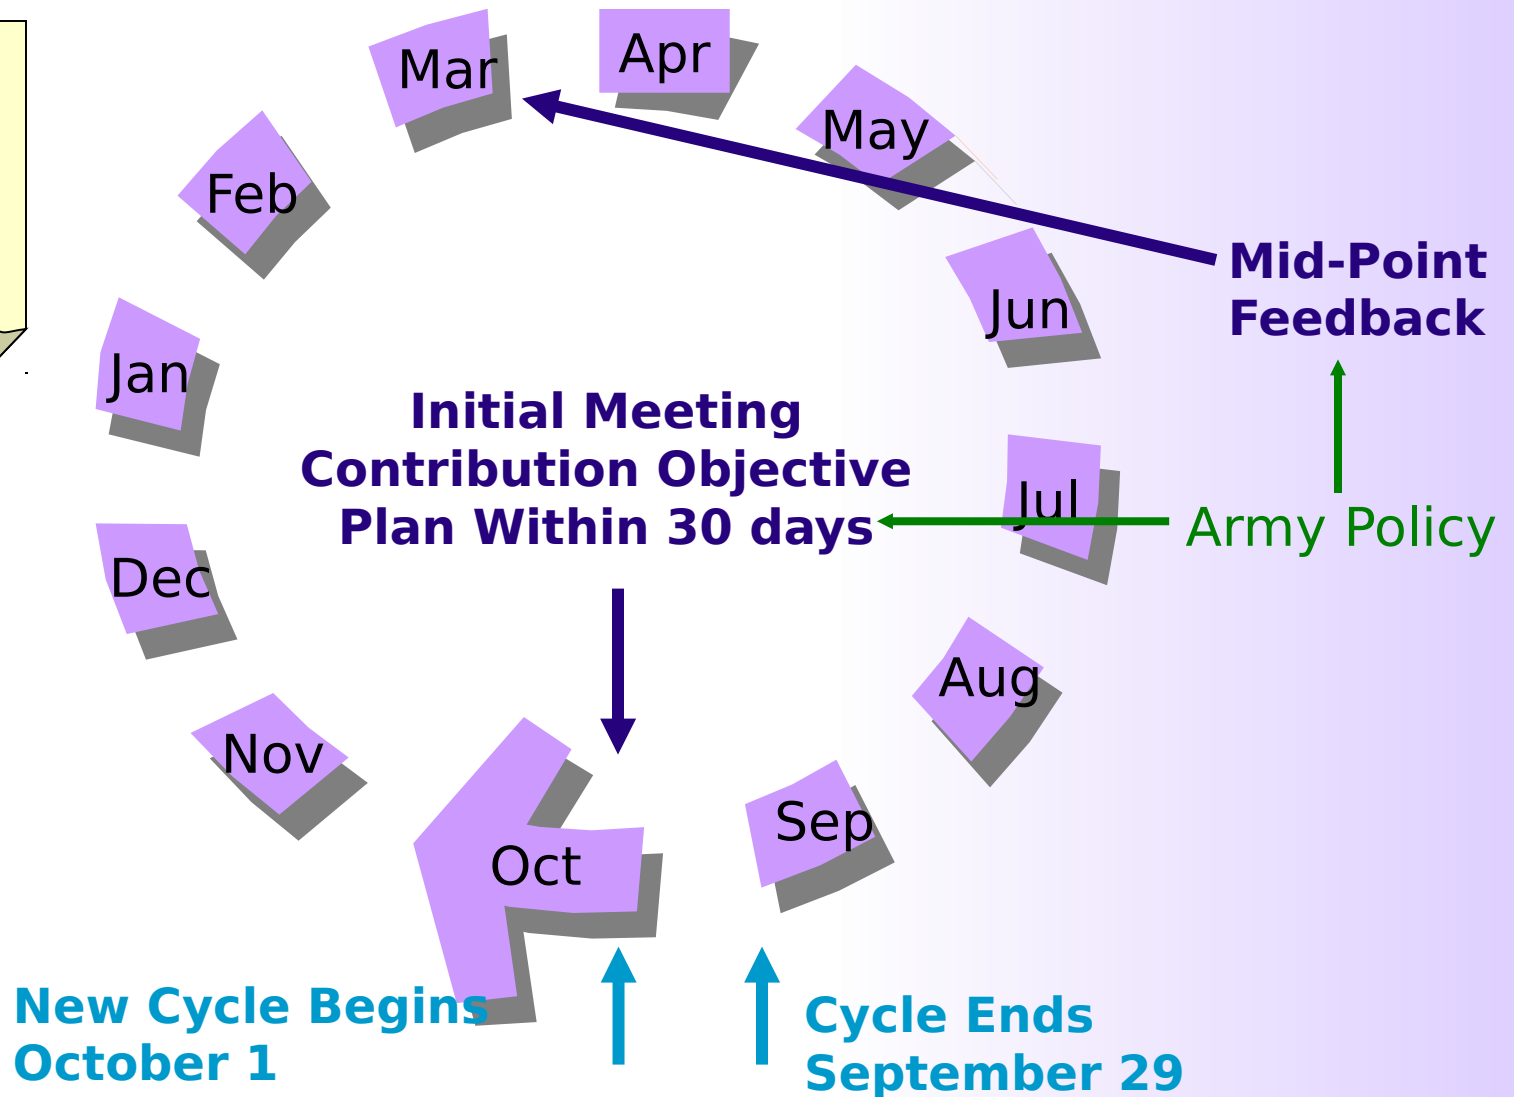 Mar
Apr
May
Feb
Mid-Point
Feedback
Jun
Jan
Initial Meeting
Contribution Objective
Plan Within 30 days
Jul
Army Policy
Dec
Aug
Nov
Sep
Oct
New Cycle Begins
October 1
Cycle Ends
September 29